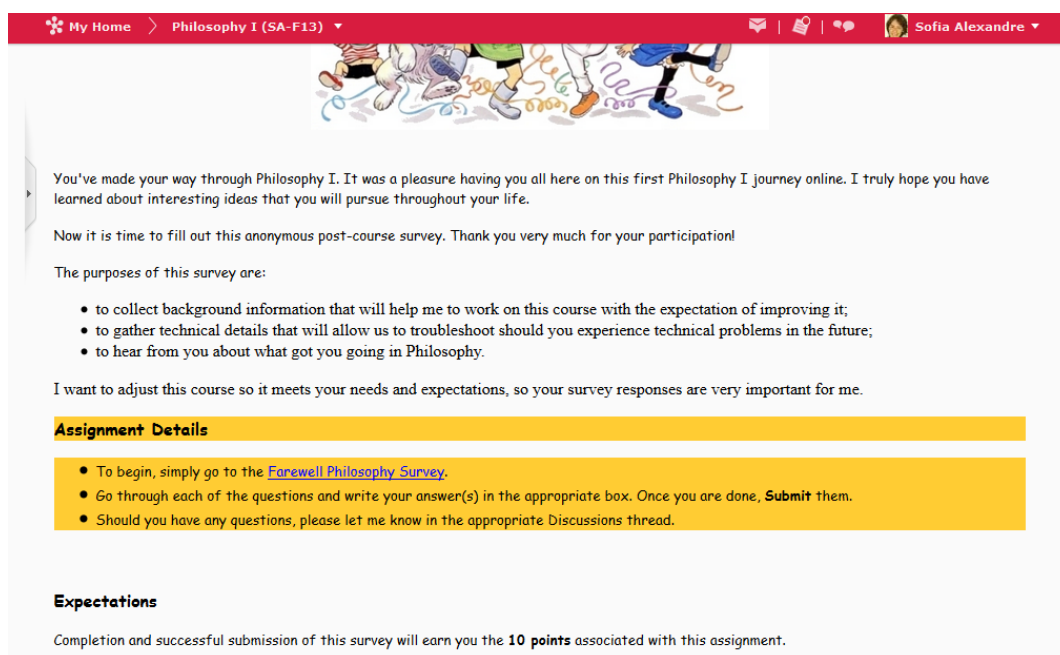 My Home Philosophy I (SA-F13) Sofia Alexandre
You've made your way through Philosophy I. It was a pleasure having you all here on this first Philosophy I journey online. I truly hope you have
learned about interesting ideas that you will pursue throughout your life.
Now it is time to fill out this anonymous post-course survey. Thank you very much for your participation!
The purposes of this survey are:
• to collect background information that will help me to work on this course with the expectation of improving it;
• to gather technical details that will allow us to troubleshoot should you experience technical problems in the future;
• to hear from you about what got you going in Philosophy.
I want to adjust this course so it meets your needs and expectations, so your survey responses are very important for me.
Assignment Details
• To begin, simply go to the Farewell Philosophy Survey.
• Go through each of the questions and write your answer(s) in the appropriate box. Once you are done, Submit them.
• Should you have any questions, please let me know in the appropriate Discussions thread.
Expectations
Completion and successful submission of this survey will earn you the 10 points associated with this assignment.